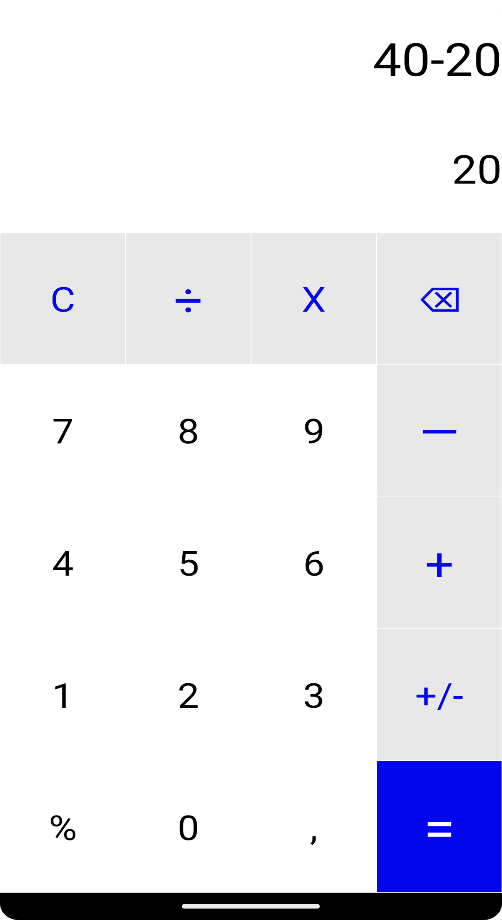 40-20
20
C ÷ X
7 8 9 —
4 5 6 +
1 2 3 +/-
% 0 , =